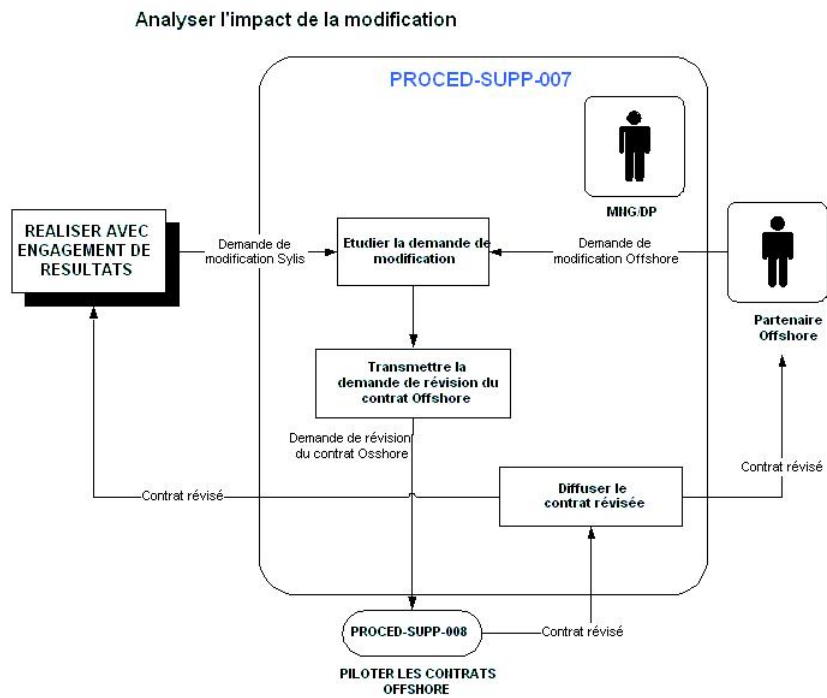 Analyser l'impact de la modification
PROCED-SUPP-007
MNG/DP
REALISER AVEC
ENGAGEMENT DE
RESULTATS
Demande de
modification Sylis
Etudier la demande de
modification
Demande de
modification Offshore
Partenaire
Offshore
Transmettre la
demande de révision du
contrat Offshore
Demande de révision
du contrat Osshore
Contrat révisé
Diffuser le
contrat révisée
Contrat révisé
PROCED-SUPP-008
Contrat révisé
PILOTER LES CONTRATS
OFFSHORE